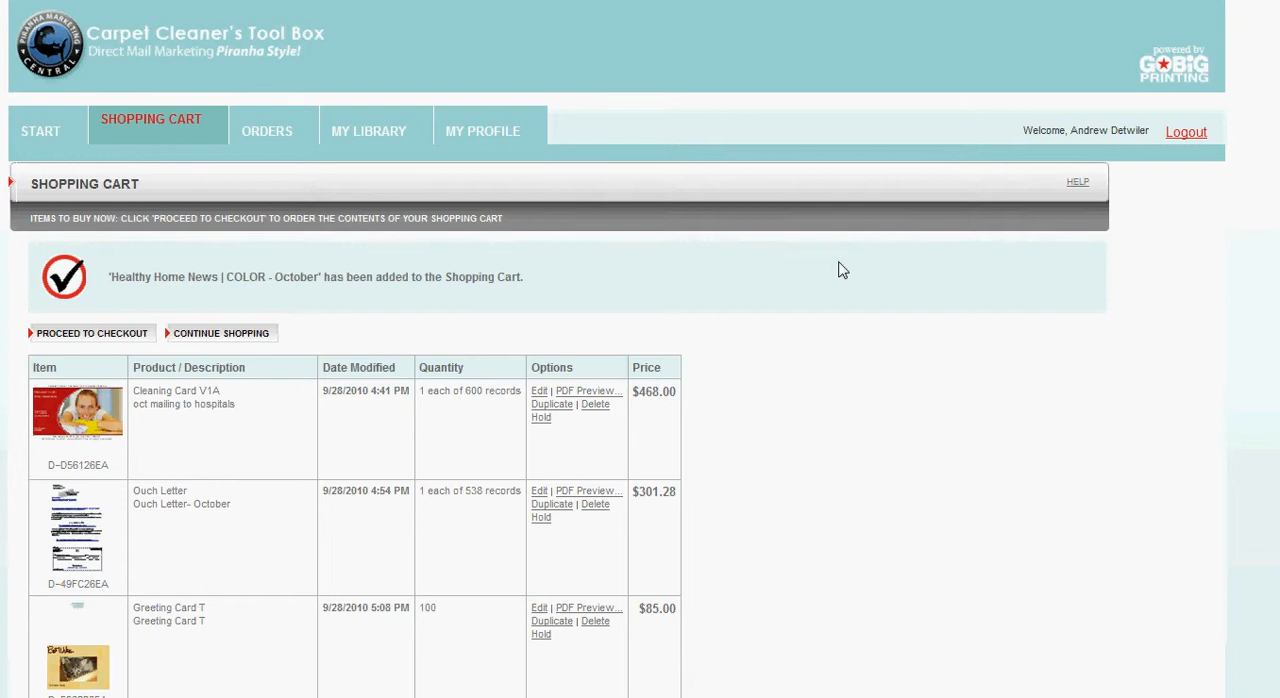 PIRANHA MARKETING
CENTRAL
Carpet Cleaner's Tool Box
Direct Mail Marketing Piranha Style!
powered by
GOBIG
PRINTING
START
SHOPPING CART
ORDERS
MY LIBRARY
MY PROFILE
Welcome, Andrew Detwiler
Logout
SHOPPING CART
HELP
ITEMS TO BUY NOW: CLICK 'PROCEED TO CHECKOUT' TO ORDER THE CONTENTS OF YOUR SHOPPING CART
'Healthy Home News | COLOR - October' has been added to the Shopping Cart.
PROCEED TO CHECKOUT
CONTINUE SHOPPING
Item Product / Description Date Modified Quantity Options Price
Cleaning Card V1A 9/28/2010 4:41 PM 1 each of 600 records Edit | PDF Preview... $468.00
oct mailing to hospitals Duplicate | Delete
Hold
D-D56126EA
Ouch Letter 9/28/2010 4:54 PM 1 each of 538 records Edit | PDF Preview... $301.28
Ouch Letter- October Duplicate | Delete
Hold
D-49FC26EA
Greeting Card T 9/28/2010 5:08 PM 100 Edit | PDF Preview... $85.00
Greeting Card T Duplicate | Delete
Hold